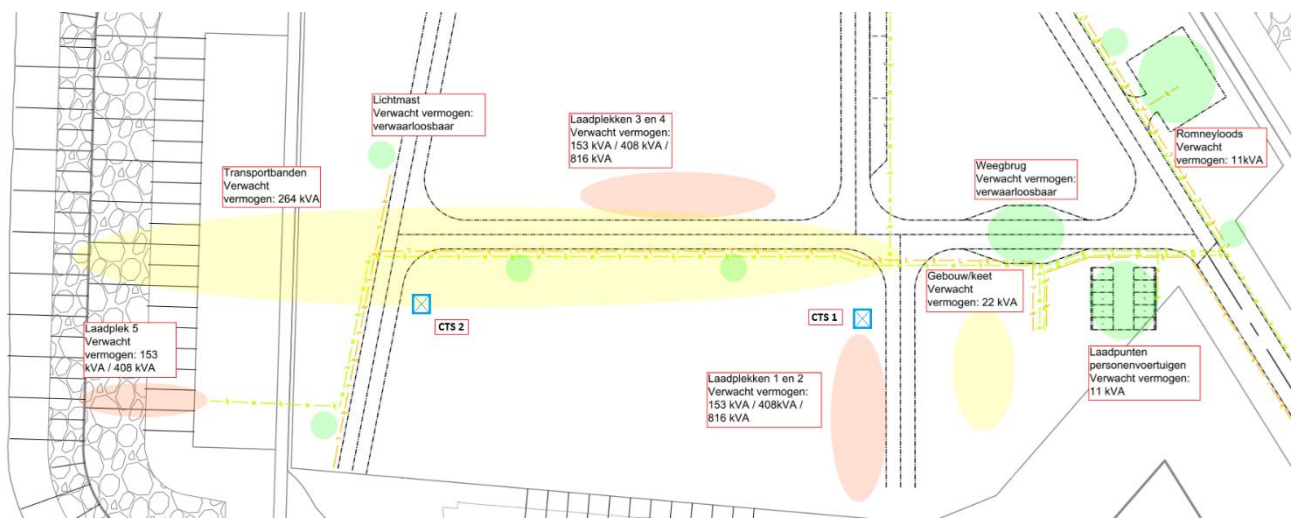 Lichtmast
Verwacht vermogen:
verwaarloosbaar
Laadplekken 3 en 4
Verwacht vermogen:
153 kVA / 408 kVA /
816 kVA
Romneyloods
Verwacht
vermogen: 11kVA
Transportbanden
Verwacht
vermogen: 264 kVA
Weegbrug
Verwacht vermogen:
verwaarloosbaar
Gebouw/keet
Verwacht
vermogen: 22 kVA
CTS 2
CTS 1
Laadplek 5
Verwacht
vermogen: 153
kVA / 408 kVA
Laadplekken 1 en 2
Verwacht vermogen:
153 kVA / 408kVA /
816 kVA
Laadpunten
personenvoertuigen
Verwacht vermogen:
11 kVA